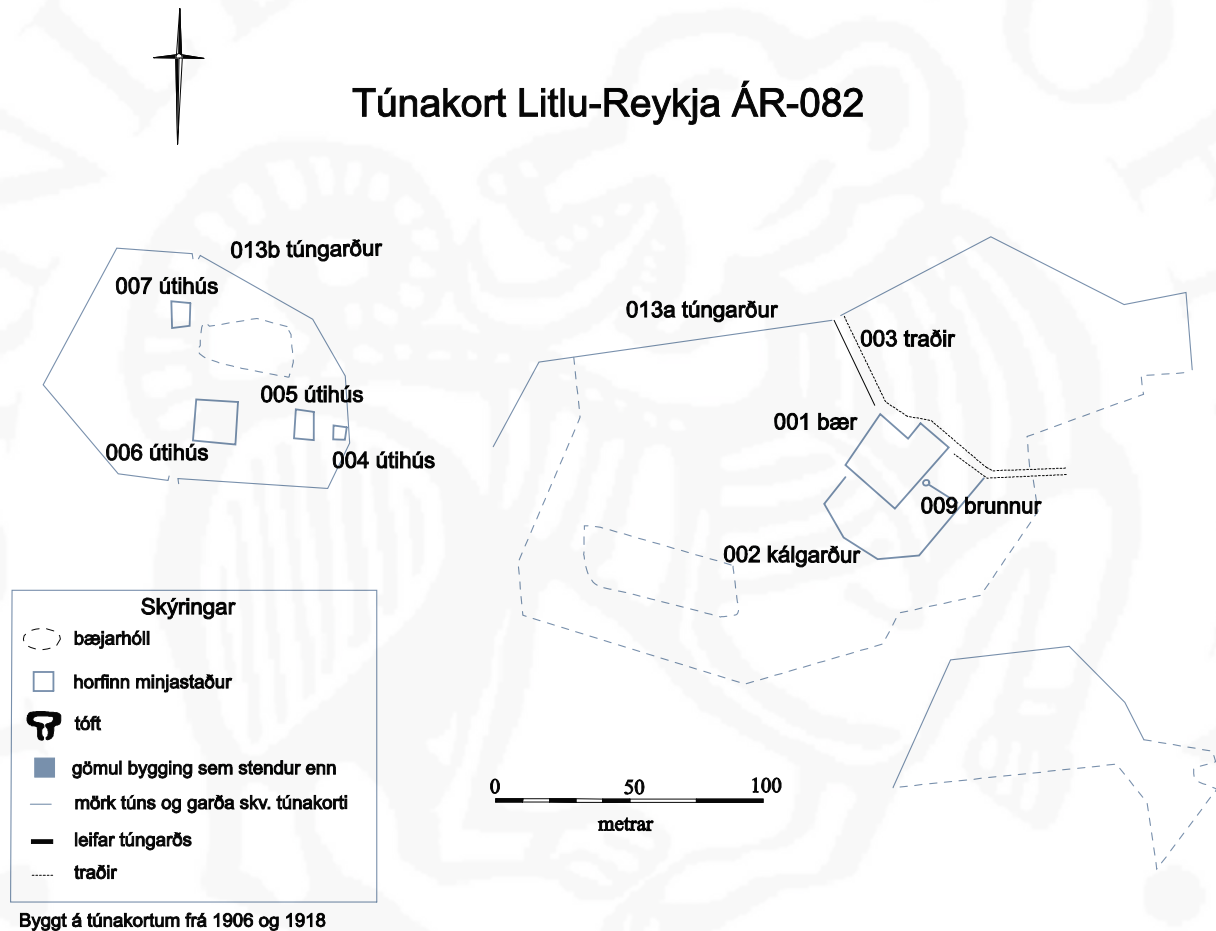 Túnakort Litlu-Reykja ÁR-082
013b túngarður
007 útihús
005 útihús
006 útihús
004 útihús
013a túngarður
003 traðir
001 bær
009 brunnur
002 kálgarður
Skýringar
bæjarhóll
horfinn minjastaður
tóft
gömul bygging sem stendur enn
mörk túns og garða skv. túnakorti
leifar túngarðs
traðir
0 50 100
metrar
Byggt á túnakortum frá 1906 og 1918